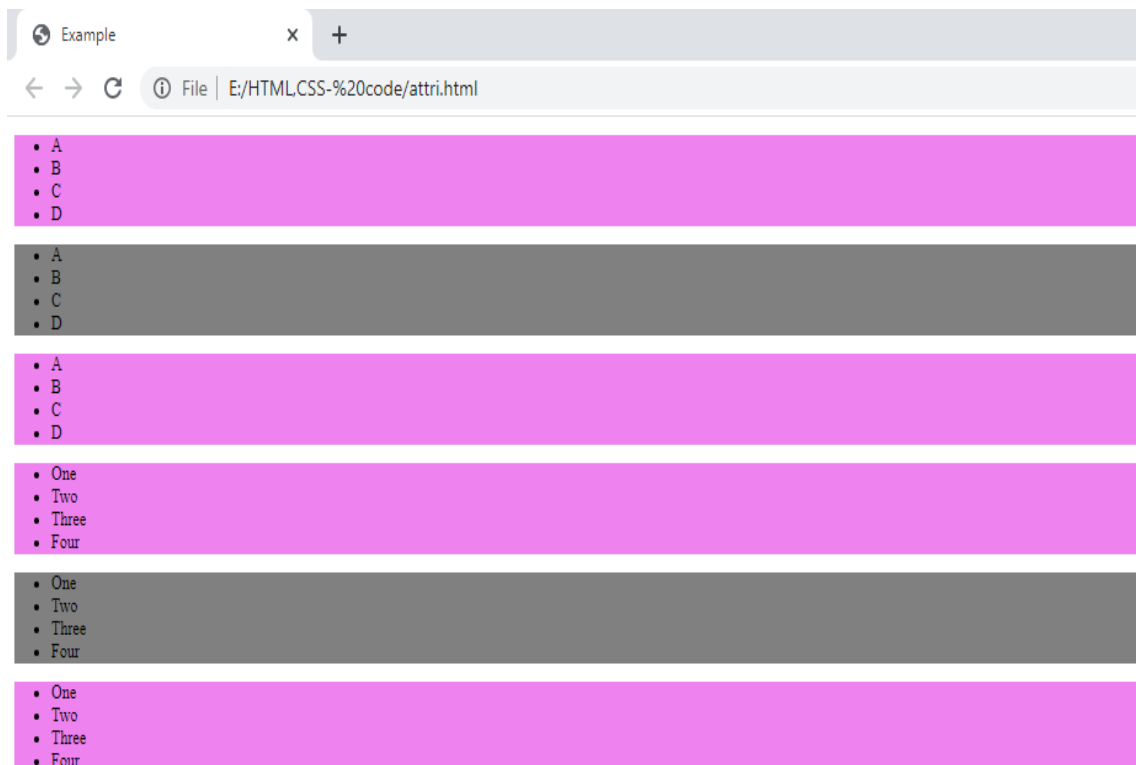 Example
File E:/HTML,CSS-%20code/attri.html
A
B
C
D
A
B
C
D
A
B
C
D
One
Two
Three
Four
One
Two
Three
Four
One
Two
Three
Four